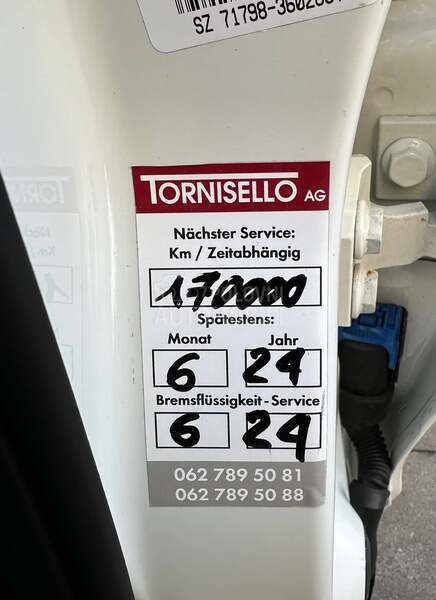 SZ 71798-36
TORNISELLO AG
Nächster Service:
Km / Zeitabhängig
170000
Spätestens:
Monat Jahr
6 24
Bremsflüssigkeit - Service
6 24
062 789 50 81
062 789 50 88